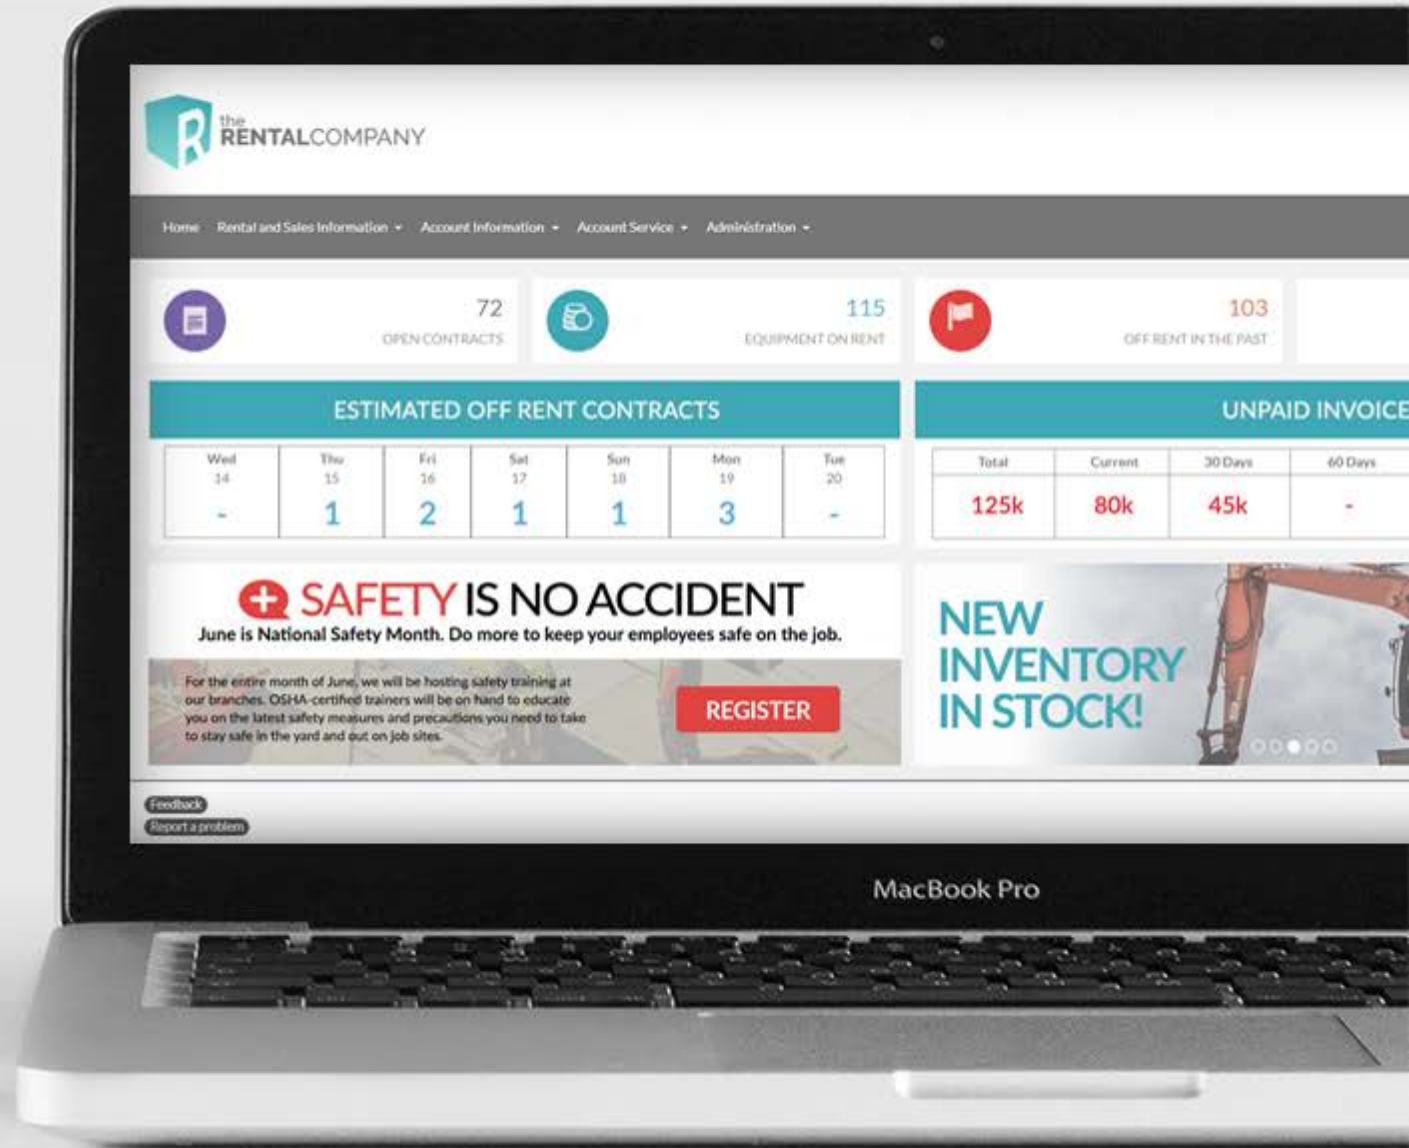 the
RENTALCOMPANY
Home Rental and Sales Information Account Information Account Service Administration
72
OPEN CONTRACTS
115
EQUIPMENT ON RENT
103
OFF RENT IN THE PAST
ESTIMATED OFF RENT CONTRACTS
Wed Thu Fri Sat Sun Mon Tue
14 15 16 17 18 19 20
- 1 2 1 1 3 -
UNPAID INVOICE
Total Current 30 Days 60 Days
125k 80k 45k -
SAFETY IS NO ACCIDENT
June is National Safety Month. Do more to keep your employees safe on the job.
For the entire month of June, we will be hosting safety training at
our branches. OSHA-certified trainers will be on hand to educate
you on the latest safety measures and precautions you need to take
to stay safe in the yard and out on job sites.
REGISTER
NEW
INVENTORY
IN STOCK!
Feedback
Report a problem
MacBook Pro